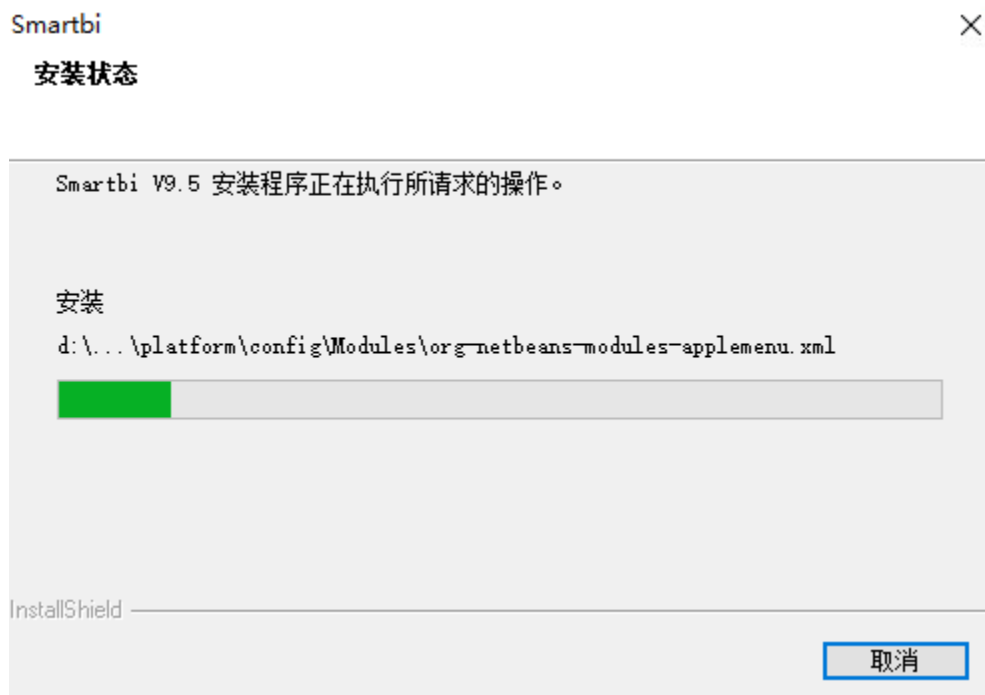 Smartbi
安装状态
Smartbi V9.5 安装程序正在执行所请求的操作。
安装
d:\...\platform\config\Modules\org-netbeans-modules-applemenu.xml
InstallShield
取消